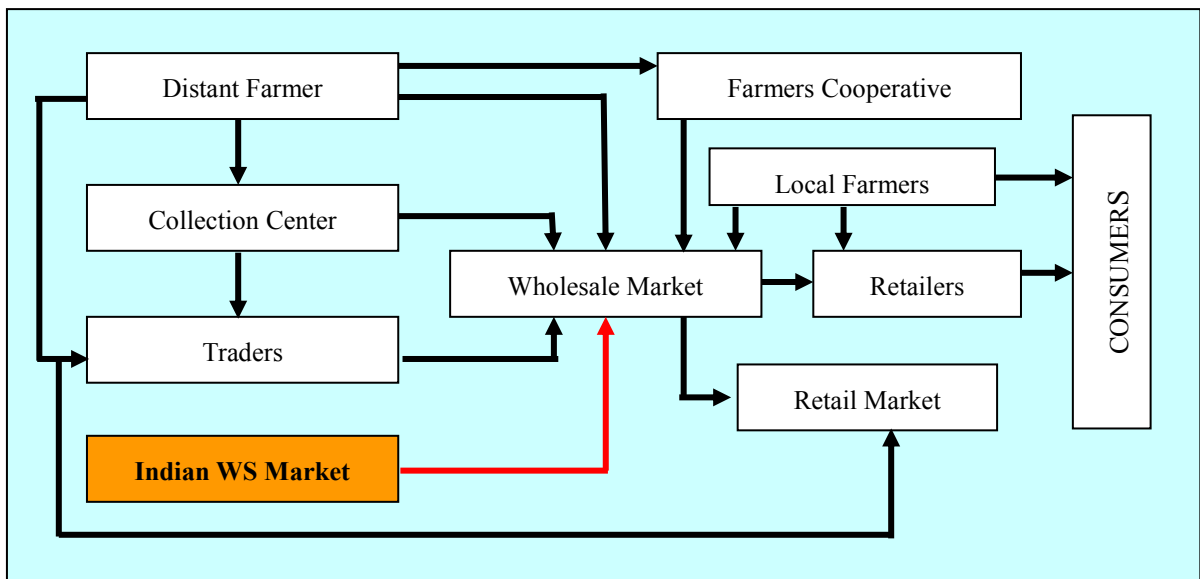 Distant Farmer
Farmers Cooperative
Local Farmers
Collection Center
Wholesale Market
Retailers
CONSUMERS
Traders
Retail Market
Indian WS Market